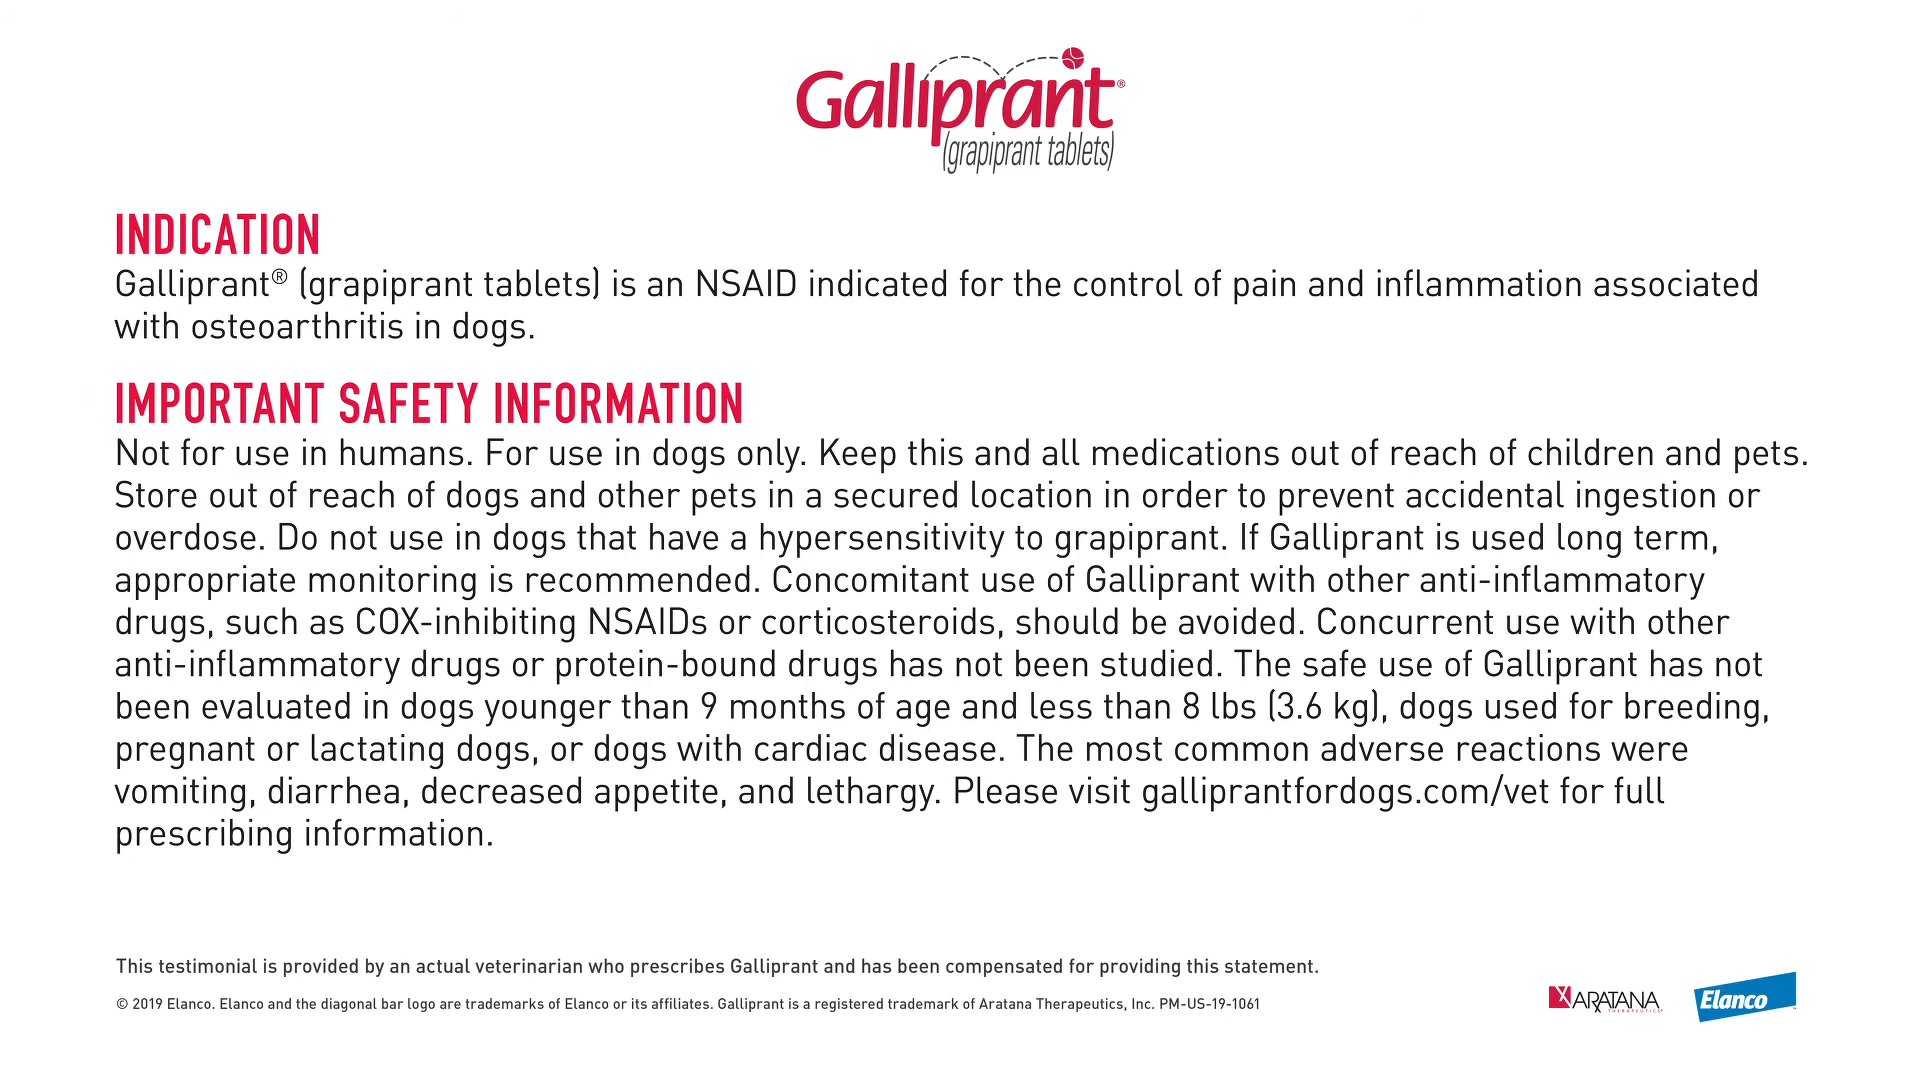 Galliprant®
(grapiprant tablets)
INDICATION
Galliprant® (grapiprant tablets) is an NSAID indicated for the control of pain and inflammation associated
with osteoarthritis in dogs.
IMPORTANT SAFETY INFORMATION
Not for use in humans. For use in dogs only. Keep this and all medications out of reach of children and pets.
Store out of reach of dogs and other pets in a secured location in order to prevent accidental ingestion or
overdose. Do not use in dogs that have a hypersensitivity to grapiprant. If Galliprant is used long term,
appropriate monitoring is recommended. Concomitant use of Galliprant with other anti-inflammatory
drugs, such as COX-inhibiting NSAIDs or corticosteroids, should be avoided. Concurrent use with other
anti-inflammatory drugs or protein-bound drugs has not been studied. The safe use of Galliprant has not
been evaluated in dogs younger than 9 months of age and less than 8 lbs (3.6 kg), dogs used for breeding,
pregnant or lactating dogs, or dogs with cardiac disease. The most common adverse reactions were
vomiting, diarrhea, decreased appetite, and lethargy. Please visit galliprantfordogs.com/vet for full
prescribing information.
This testimonial is provided by an actual veterinarian who prescribes Galliprant and has been compensated for providing this statement.
© 2019 Elanco. Elanco and the diagonal bar logo are trademarks of Elanco or its affiliates. Galliprant is a registered trademark of Aratana Therapeutics, Inc. PM-US-19-1061
ARATANA
THERAPEUTICS
Elanco